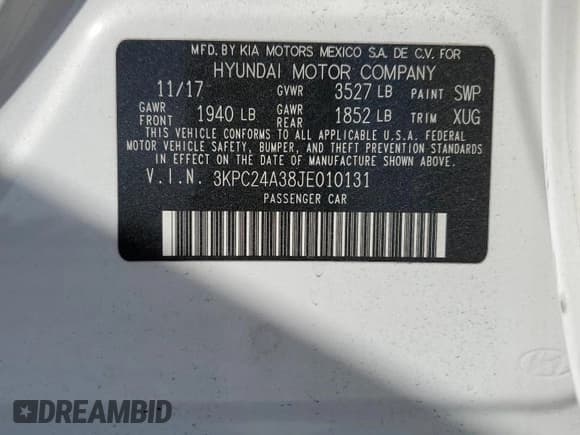 MFD. BY KIA MOTORS MEXICO S.A. DE C.V. FOR
HYUNDAI MOTOR COMPANY
11/17 GVWR 3527 LB PAINT SWP
GAWR FRONT 1940 LB GAWR REAR 1852 LB TRIM XUG
THIS VEHICLE CONFORMS TO ALL APPLICABLE U.S.A. FEDERAL
MOTOR VEHICLE SAFETY, BUMPER, AND THEFT PREVENTION STANDARDS
IN EFFECT ON THE DATE OF MANUFACTURE SHOWN ABOVE.
V.I.N. 3KPC24A38JE010131
PASSENGER CAR
DREAMBID